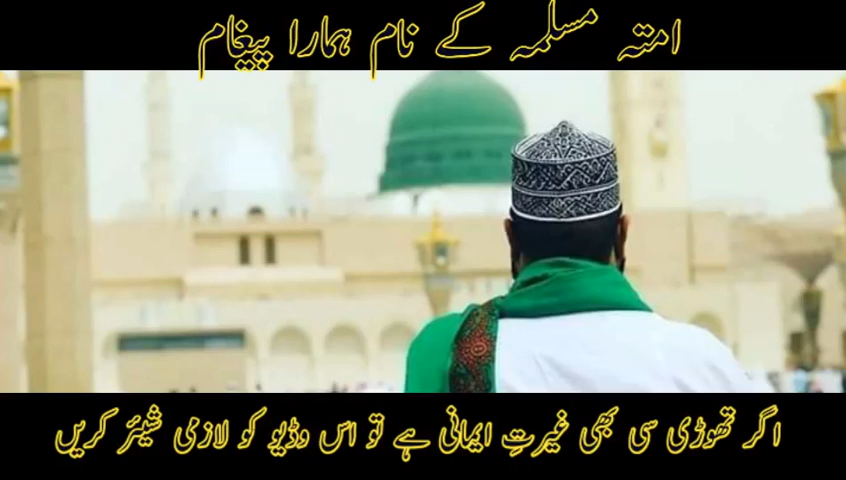 امتہ مسلمہ کے نام ہمارا پیغام
اگر تھوڑی سی بھی غیرتِ ایمانی ہے تو اس وڈیو کو لازمی شیئر کریں